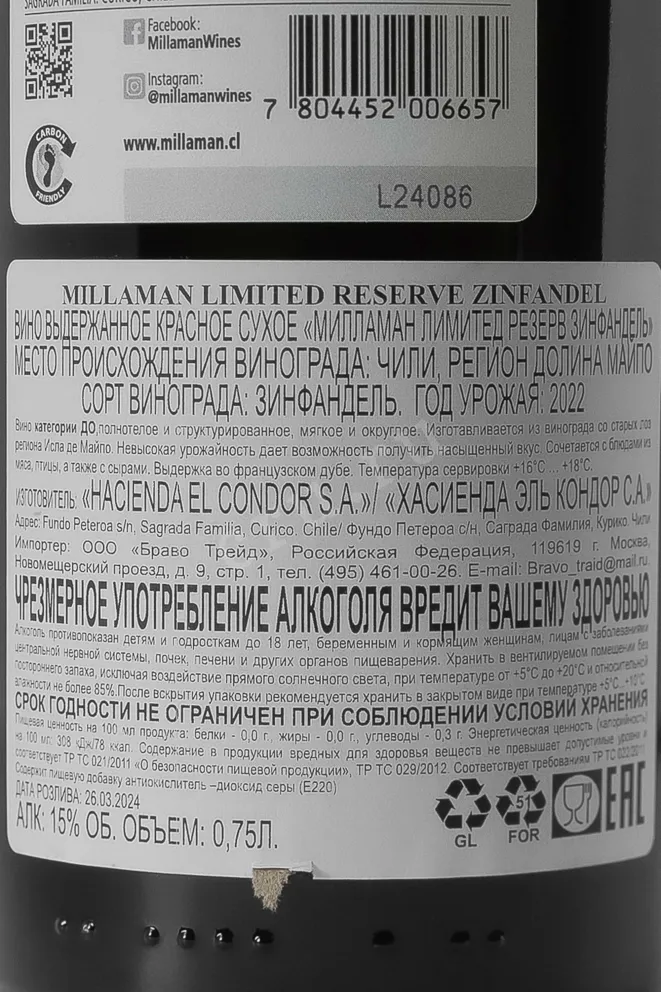 SAGRADA FAMILIA, CURICÓ,
Facebook:
MillamanWines
Instagram:
@millamanwines
7 804452 006657
www.millaman.cl
CARBON
FRIENDLY
L24086
MILLAMAN LIMITED RESERVE ZINFANDEL
ВИНО ВЫДЕРЖАННОЕ КРАСНОЕ СУХОЕ «МИЛЛАМАН ЛИМИТЕД РЕЗЕРВ ЗИНФАНДЕЛЬ»
МЕСТО ПРОИСХОЖДЕНИЯ ВИНОГРАДА: ЧИЛИ, РЕГИОН ДОЛИНА МАЙПО
СОРТ ВИНОГРАДА: ЗИНФАНДЕЛЬ. ГОД УРОЖАЯ: 2022
Вино категории ДО,полнотелое и структурированное, мягкое и округлое. Изготавливается из винограда со старых лоз
региона Исла де Майпо. Невысокая урожайность дает возможность получить насыщенный вкус. Сочетается с блюдами из
мяса, птицы, а также с сырами. Выдержка во французском дубе. Температура сервировки +16°С ... +18°С.
ИЗГОТОВИТЕЛЬ: «HACIENDA EL CONDOR S.A.»/ «ХАСИЕНДА ЭЛЬ КОНДОР С.А.»
Адрес: Fundo Peteroa s/n, Sagrada Familia, Curico. Chile/ Фундо Петероа с/н, Саграда Фамилия, Курико. Чили
Импортер: ООО «Браво Трейд», Российская Федерация, 119619 г. Москва,
Новомещерский проезд, д. 9, стр. 1, тел. (495) 461-00-26. E-mail: Bravo_traid@mail.ru.
ЧРЕЗМЕРНОЕ УПОТРЕБЛЕНИЕ АЛКОГОЛЯ ВРЕДИТ ВАШЕМУ ЗДОРОВЬЮ
Алкоголь противопоказан детям и подросткам до 18 лет, беременным и кормящим женщинам, лицам с заболеваниями
центральной нервной системы, почек, печени и других органов пищеварения. Хранить в вентилируемом помещении без
постороннего запаха, исключая воздействие прямого солнечного света, при температуре от +5°С до +20°С и относительной
влажности не более 85%.После вскрытия упаковки рекомендуется хранить в закрытом виде при температуре +5°С...+10°С.
СРОК ГОДНОСТИ НЕ ОГРАНИЧЕН ПРИ СОБЛЮДЕНИИ УСЛОВИЙ ХРАНЕНИЯ
Пищевая ценность на 100 мл продукта: белки - 0,0 г., жиры - 0,0 г., углеводы - 0,3 г. Энергетическая ценность (калорийность)
на 100 мл: 308 кДж/78 ккал. Содержание в продукции вредных для здоровья веществ не превышает допустимые уровни и
соответствует ТР ТС 021/2011 «О безопасности пищевой продукции», ТР ТС 029/2012. Соответствует требованиям ТР ТС 022/2011
Содержит пищевую добавку антиокислитель –диоксид серы (Е220)
ДАТА РОЗЛИВА: 26.03.2024
АЛК: 15% ОБ. ОБЪЕМ: 0,75Л.
GL
51
FOR
EAC